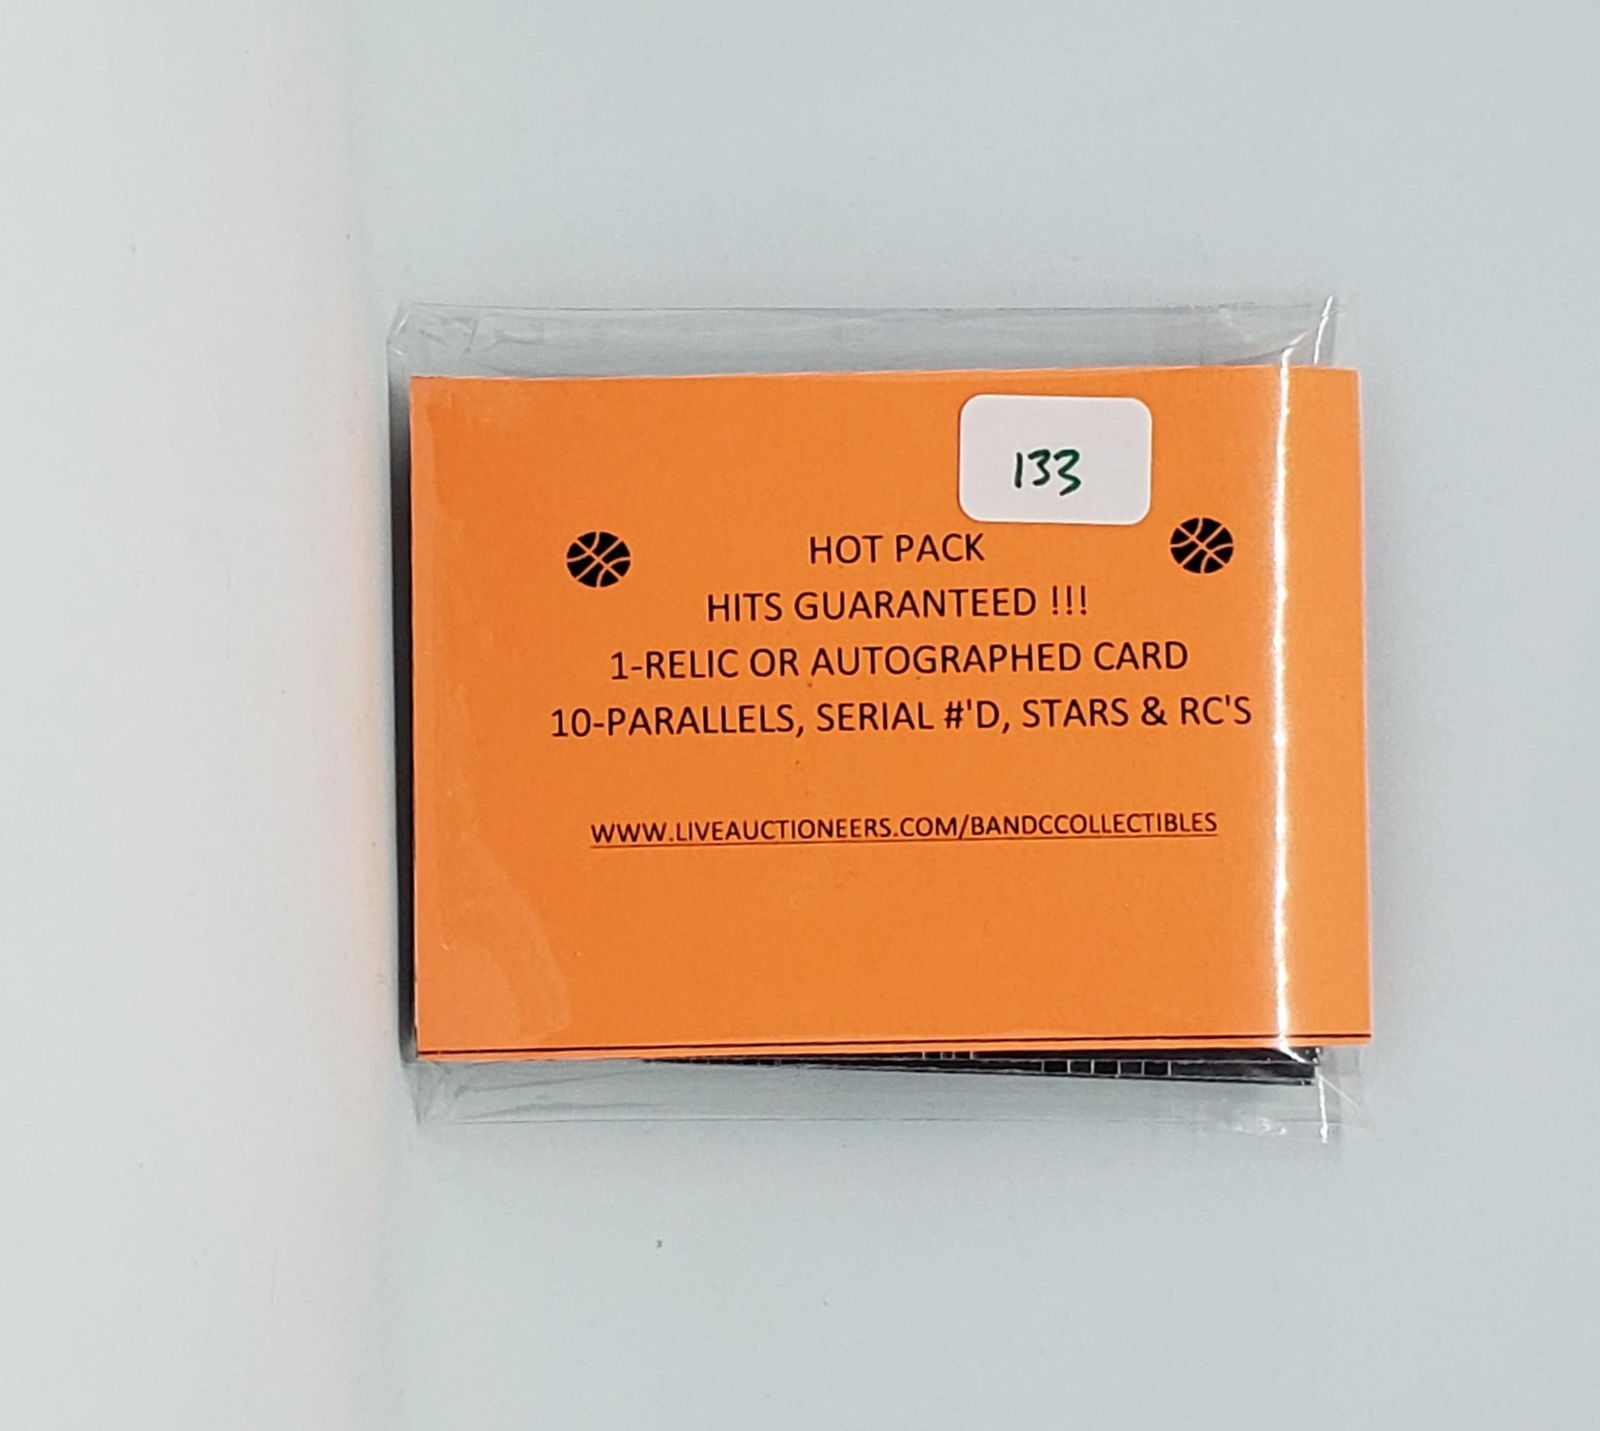 133
HOT PACK
HITS GUARANTEED !!!
1-RELIC OR AUTOGRAPHED CARD
10-PARALLELS, SERIAL #'D, STARS & RC'S
WWW.LIVEAUCTIONEERS.COM/BANDCCOLLECTIBLES